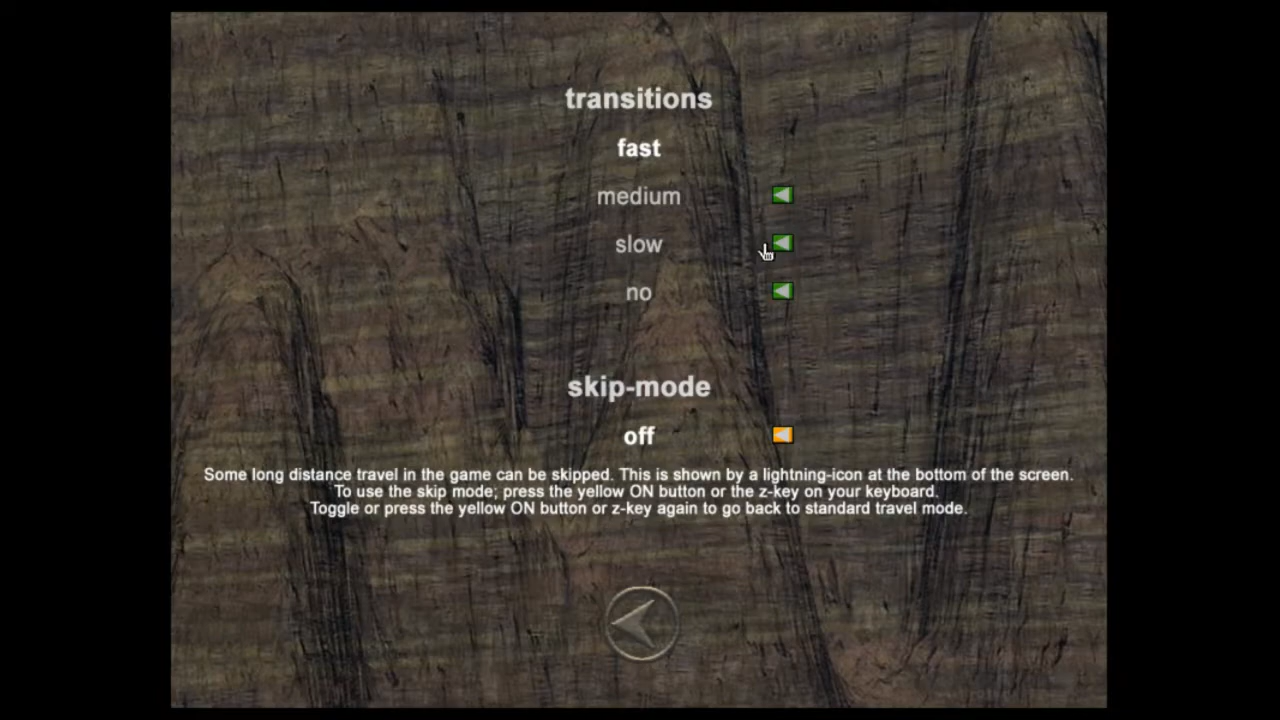 transitions
fast
medium
slow
no
skip-mode
off
Some long distance travel in the game can be skipped. This is shown by a lightning-icon at the bottom of the screen.
To use the skip mode; press the yellow ON button or the z-key on your keyboard.
Toggle or press the yellow ON button or z-key again to go back to standard travel mode.